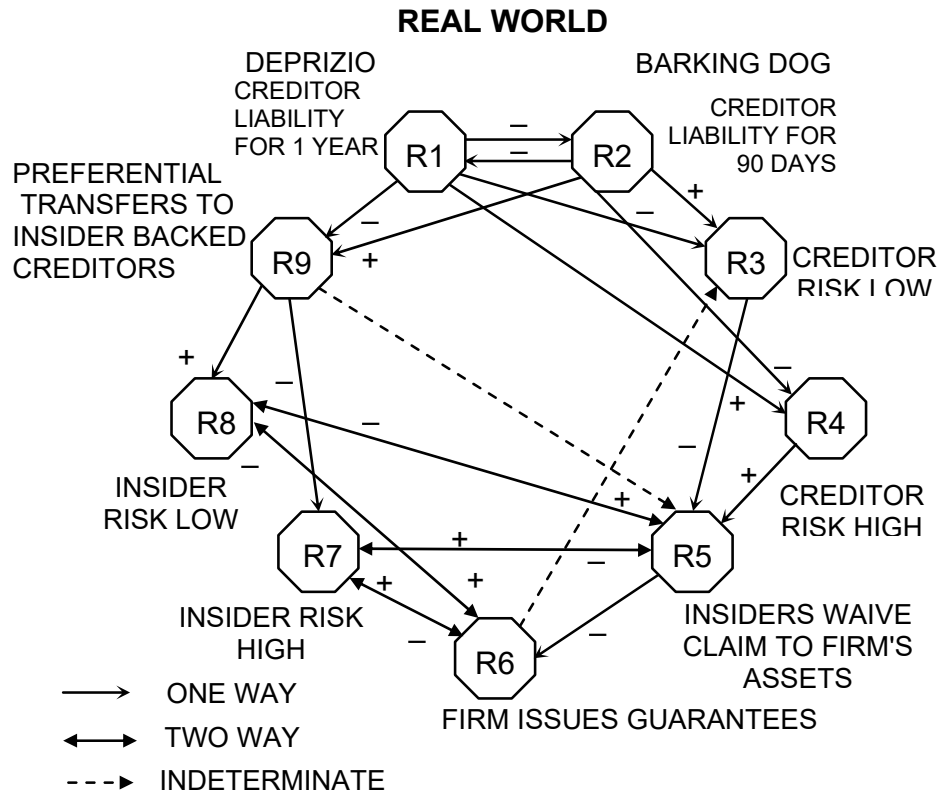 REAL WORLD
DEPRIZIO
CREDITOR
LIABILITY
FOR 1 YEAR
BARKING DOG
CREDITOR
LIABILITY FOR
90 DAYS
R1
–
–
R2
PREFERENTIAL
TRANSFERS TO
INSIDER BACKED
CREDITORS
–
–
+
R9
+
R3
CREDITOR
RISK LOW
+
–
–
–
+
R8
R4
–
–
+
+
INSIDER
RISK LOW
CREDITOR
RISK HIGH
R7
+
–
R5
+
+
–
–
INSIDER RISK
HIGH
R6
INSIDERS WAIVE
CLAIM TO FIRM'S
ASSETS
FIRM ISSUES GUARANTEES
ONE WAY
TWO WAY
INDETERMINATE